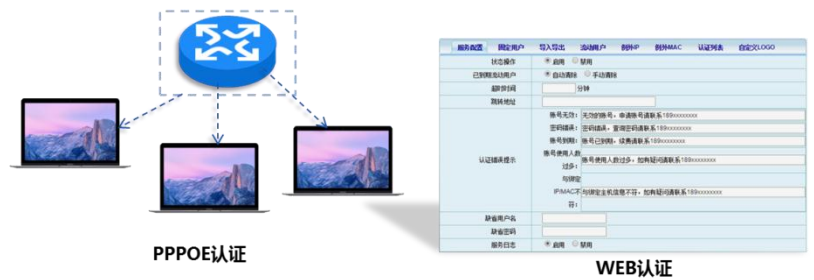 服务配置 固定用户 导入导出 流动用户 例外IP 例外MAC 认证列表 自定义LOGO
状态操作 启用 禁用
已到期流动用户 自动清除 手动清除
超时时间 分钟
跳转地址
认证错误提示
账号无效: 无效的账号,申请账号请联系189xxxxxxxx
密码错误: 密码错误,查询密码请联系189xxxxxxxx
账号到期: 账号已到期,续费请联系189xxxxxxxx
账号使用人数
过多: 账号使用人数过多,如有疑问请联系189xxxxxxxx
与绑定
IP/MAC不 与绑定主机信息不符,如有疑问请联系189xxxxxxxx
符:
缺省用户名
缺省密码
服务日志 启用 禁用
PPPOE认证
WEB认证